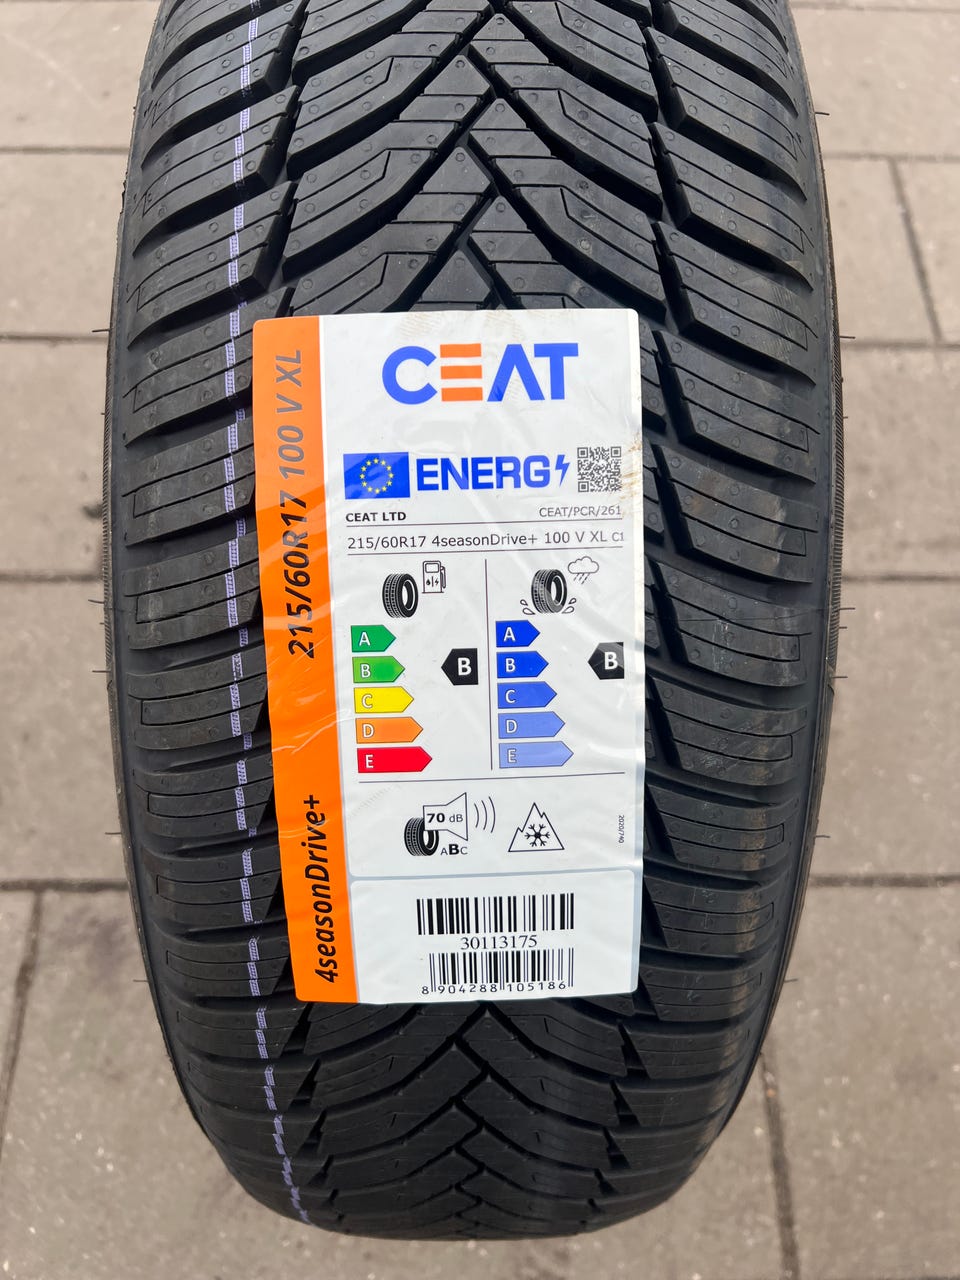 215/60R17 100 V XL
4seasonDrive+
CEAT
ENERG
CEAT LTD
CEAT/PCR/261
215/60R17 4seasonDrive+ 100 V XL C1
A
B
C
D
E
B
A
B
C
D
E
B
70 dB
ABC
2020/740
30113175
8 904288 105186